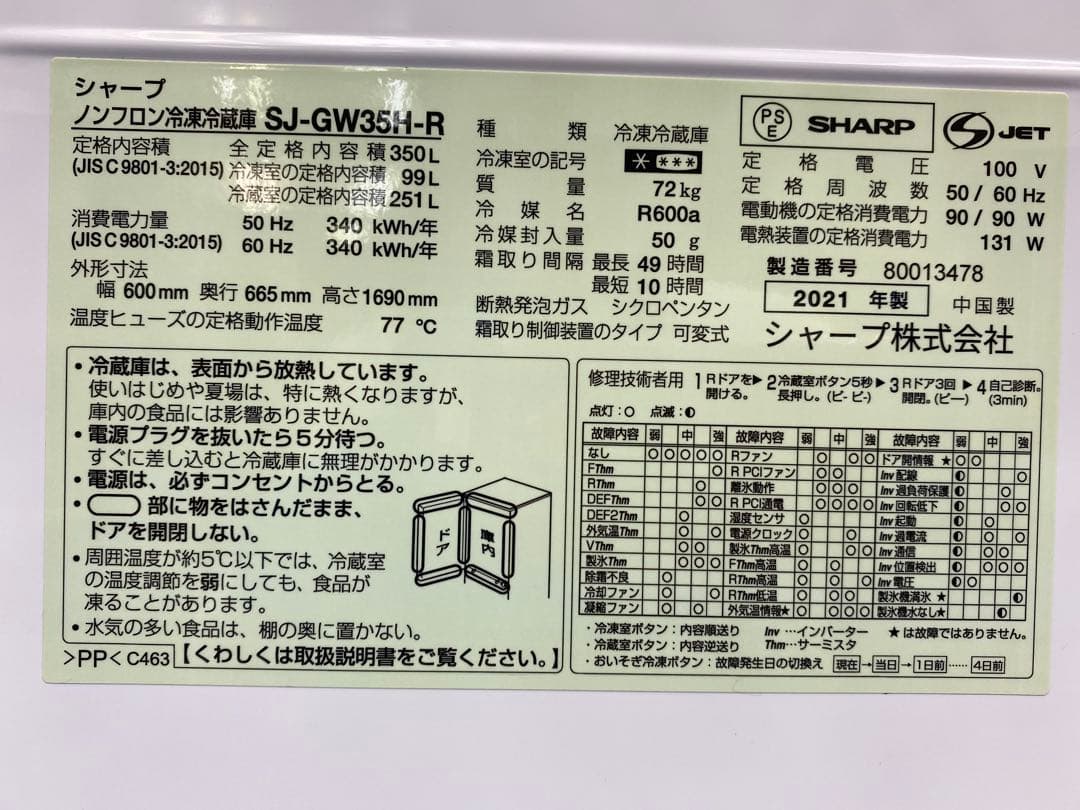 シャープ
ノンフロン冷凍冷蔵庫 SJ-GW35H-R
定格内容積 全定格内容積 350 L
(JIS C 9801-3:2015) 冷凍室の定格内容積 99 L
冷蔵室の定格内容積 251 L
消費電力量 50 Hz 340 kWh/年
(JIS C 9801-3:2015) 60 Hz 340 kWh/年
外形寸法
幅 600 mm 奥行 665 mm 高さ 1690 mm
温度ヒューズの定格動作温度 77 ℃
種類 冷凍冷蔵庫
冷凍室の記号 * ***
質量 72 kg
冷媒名 R600a
冷媒封入量 50 g
霜取り間隔 最長 49 時間
最短 10 時間
断熱発泡ガス シクロペンタン
霜取り制御装置のタイプ 可変式
PSE SHARP JET
定格電圧 100 V
定格周波数 50 / 60 Hz
電動機の定格消費電力 90 / 90 W
電熱装置の定格消費電力 131 W
製造番号 80013478
2021 年製 中国製
シャープ株式会社
・冷蔵庫は、表面から放熱しています。
使いはじめや夏場は、特に熱くなりますが、
庫内の食品には影響ありません。
・電源プラグを抜いたら5分待つ。
すぐに差し込むと冷蔵庫に無理がかかります。
・電源は、必ずコンセントからとる。
・部に物をはさんだまま、
ドアを開閉しない。
・周囲温度が約5℃以下では、冷蔵室
の温度調節を弱にしても、食品が
凍ることがあります。
・水気の多い食品は、棚の奥に置かない。
ドア
庫内
>PP< C463 【くわしくは取扱説明書をご覧ください。】
修理技術者用 1 Rドアを開ける。 ▶ 2 冷蔵室ボタン5秒長押し。(ピ- ピ-) ▶ 3 Rドア3回開閉。(ピー) ▶ 4 自己診断。(3min)
点灯:○ 点滅:◐
故障内容 弱 中 強 故障内容 弱 中 強 故障内容 弱 中 強
なし ○ ○ ○ ○ ○ Rファン ○ ○ ○ ドア開情報★ ◐ ○ ○
FThm ○ R PCIファン ○ ○ Inv 配線 ◐ ○
RThm ○ 離氷動作 ○ ○ ○ Inv 過負荷保護 ◐ ○
DEFThm ○ ○ R PCI通電 ○ ○ ○ Inv 回転低下 ◐ ○ ○
DEF2Thm ○ 湿度センサ ○ Inv 起動 ◐ ○
外気温Thm ○ ○ 電源クロック ○ ○ Inv 過電流 ◐ ○ ○
VThm ○ ○ 製氷Thm高温 ○ ○ Inv 通信 ◐ ○ ○
製氷Thm ○ ○ ○ FThm高温 ○ ○ Inv 位置検出 ◐ ○ ○ ○
除霜不良 ○ RThm高温 ○ ○ ○ Inv 電圧 ◐ ○
冷却ファン ○ ○ RThm低温 ○ ○ 製氷機満氷 ★ ◐
凝縮ファン ○ ○ 外気温情報★ ○ ○ ○ ○ 製氷機水なし★ ◐
・冷凍室ボタン:内容順送り Inv …インバーター ★は故障ではありません。
・冷蔵室ボタン:内容逆送り Thm…サーミスタ
・おいそぎ冷凍ボタン:故障発生日の切換え 現在→当日→1日前……4日前